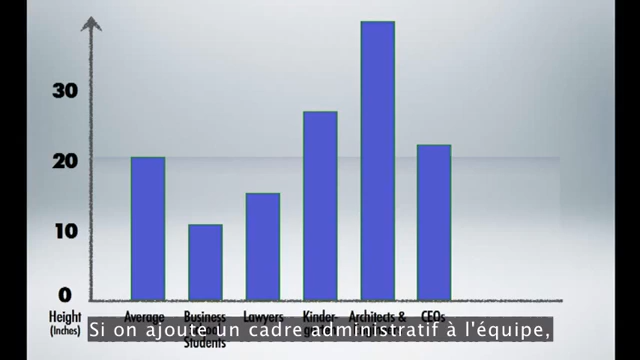 30
20
10
0
Height
(Inches)
Average
Business
Students
Lawyers
Kinder-
Architects &
CEOs
Si on ajoute un cadre administratif à l'équipe,